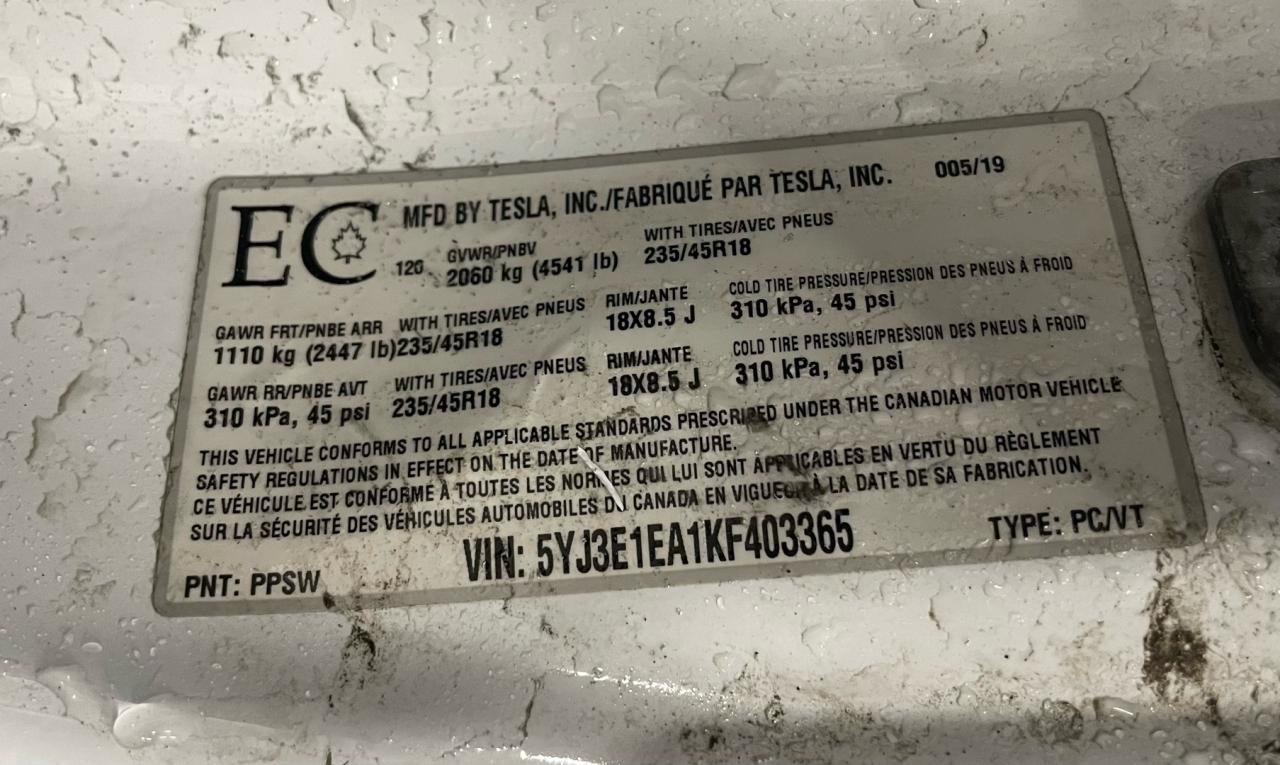 EC MFD BY TESLA, INC./FABRIQUÉ PAR TESLA, INC. 005/19
120 GVWR/PNBV WITH TIRES/AVEC PNEUS
2060 kg (4541 lb) 235/45R18
GAWR FRT/PNBE ARR WITH TIRES/AVEC PNEUS RIM/JANTE COLD TIRE PRESSURE/PRESSION DES PNEUS À FROID
1110 kg (2447 lb)235/45R18 18X8.5 J 310 kPa, 45 psi
GAWR RR/PNBE AVT WITH TIRES/AVEC PNEUS RIM/JANTE COLD TIRE PRESSURE/PRESSION DES PNEUS À FROID
310 kPa, 45 psi 235/45R18 18X8.5 J 310 kPa, 45 psi
THIS VEHICLE CONFORMS TO ALL APPLICABLE STANDARDS PRESCRIBED UNDER THE CANADIAN MOTOR VEHICLE
SAFETY REGULATIONS IN EFFECT ON THE DATE OF MANUFACTURE.
CE VÉHICULE EST CONFORME À TOUTES LES NORMES QUI LUI SONT APPLICABLES EN VERTU DU RÈGLEMENT
SUR LA SÉCURITÉ DES VÉHICULES AUTOMOBILES DU CANADA EN VIGUEUR À LA DATE DE SA FABRICATION.
PNT: PPSW VIN: 5YJ3E1EA1KF403365 TYPE: PC/VT